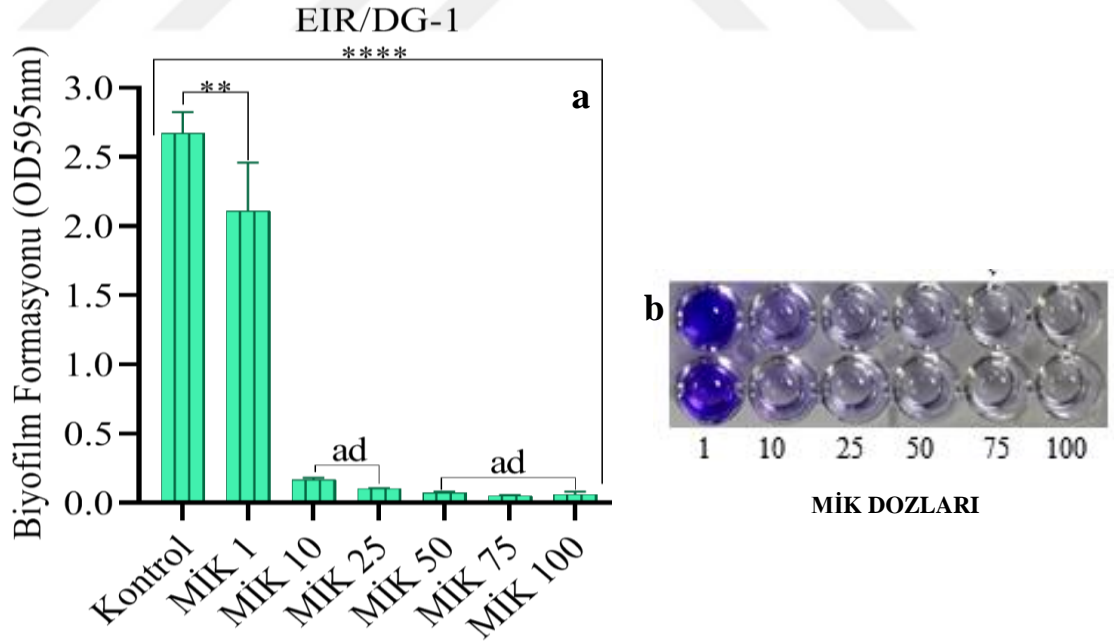 EIR/DG-1
****
**
a
Biyofilm Formasyonu (OD595nm)
3.0
2.5
2.0
1.5
1.0
0.5
0.0
ad
ad
Kontrol
MİK 1
MİK 10
MİK 25
MİK 50
MİK 75
MİK 100
b
1 10 25 50 75 100
MİK DOZLARI